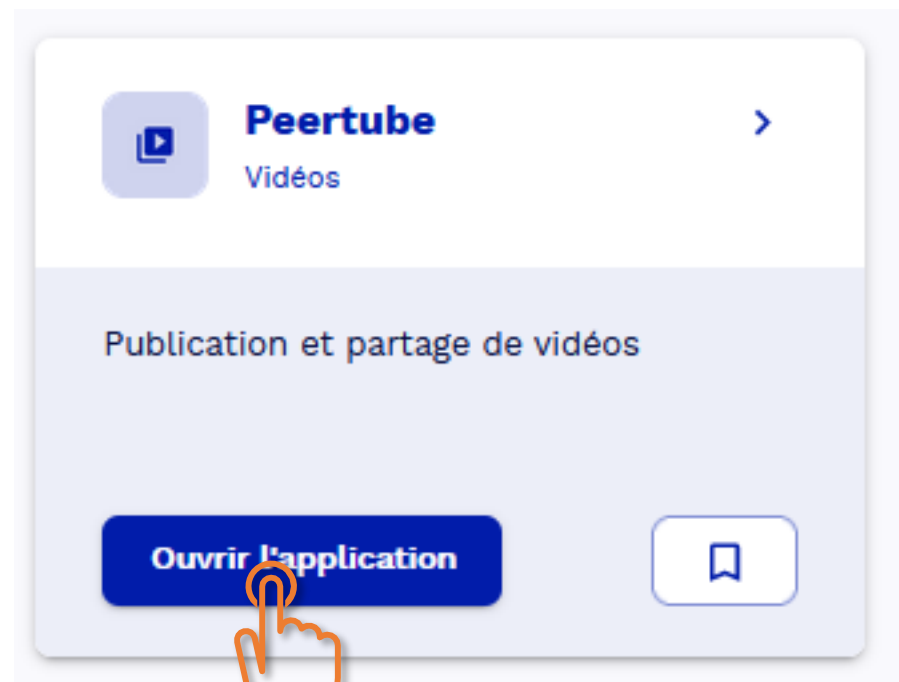 Peertube
Vidéos
Publication et partage de vidéos
Ouvrir l'application